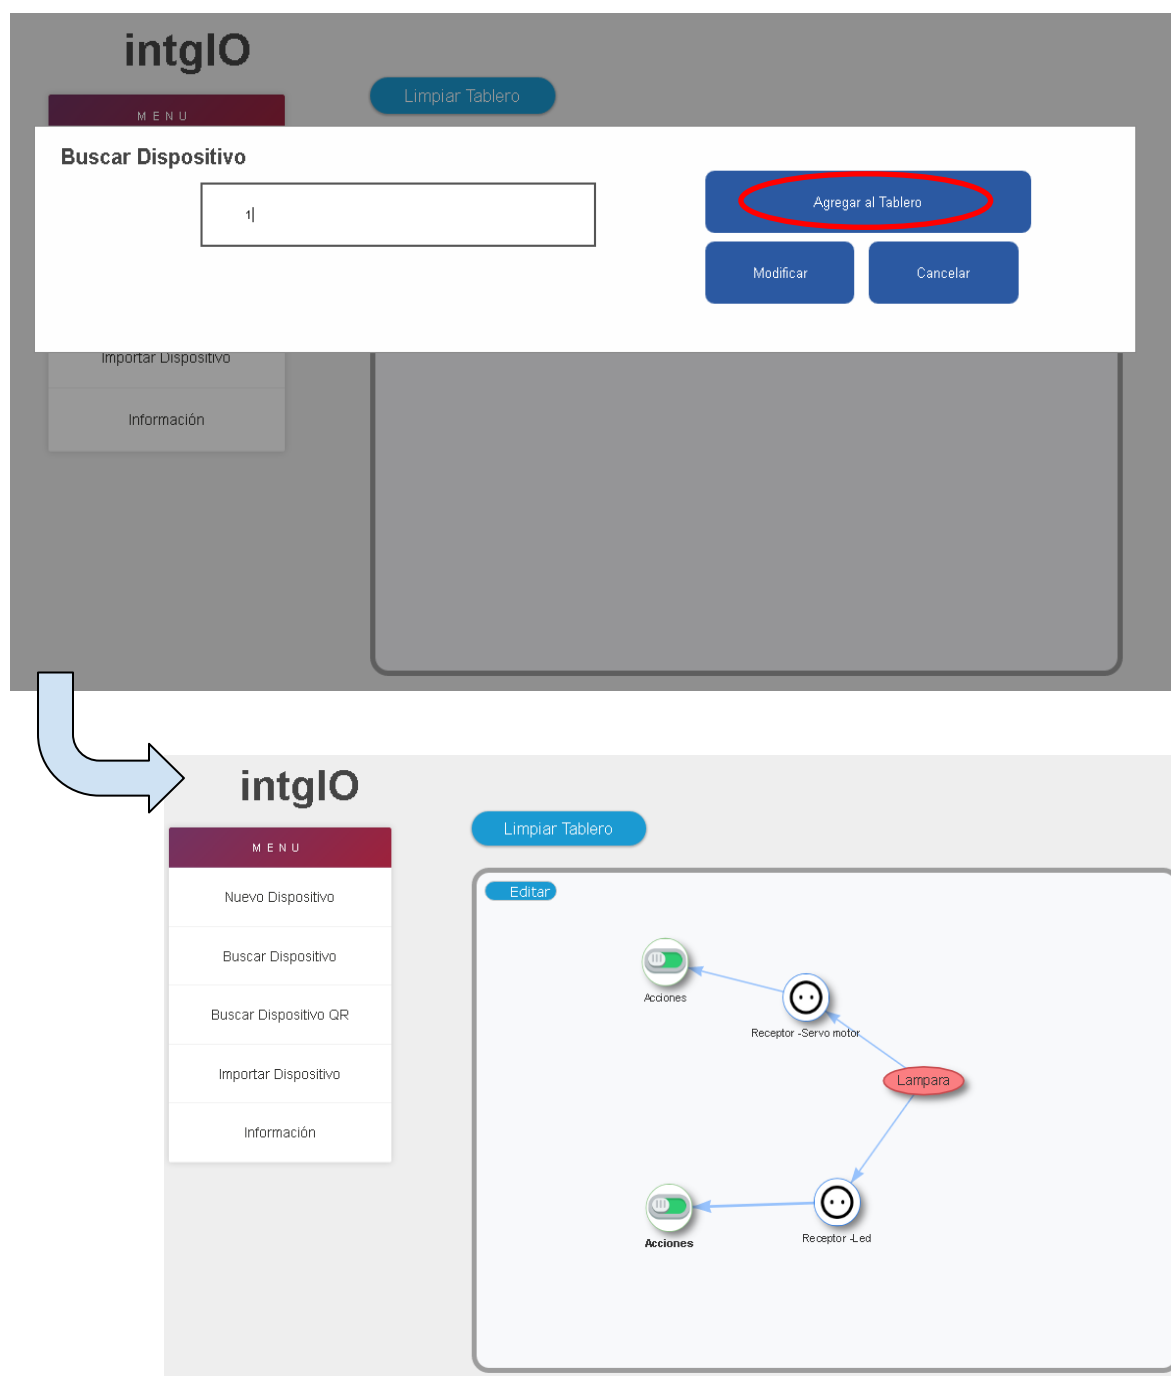 intgIO
Limpiar Tablero
MENU
Buscar Dispositivo
1
Agregar al Tablero
Modificar
Cancelar
Importar Dispositivo
Información
intgIO
Limpiar Tablero
MENU
Nuevo Dispositivo
Buscar Dispositivo
Buscar Dispositivo QR
Importar Dispositivo
Información
Editar
Acciones
Receptor -Servo motor
Lampara
Acciones
Receptor -Led